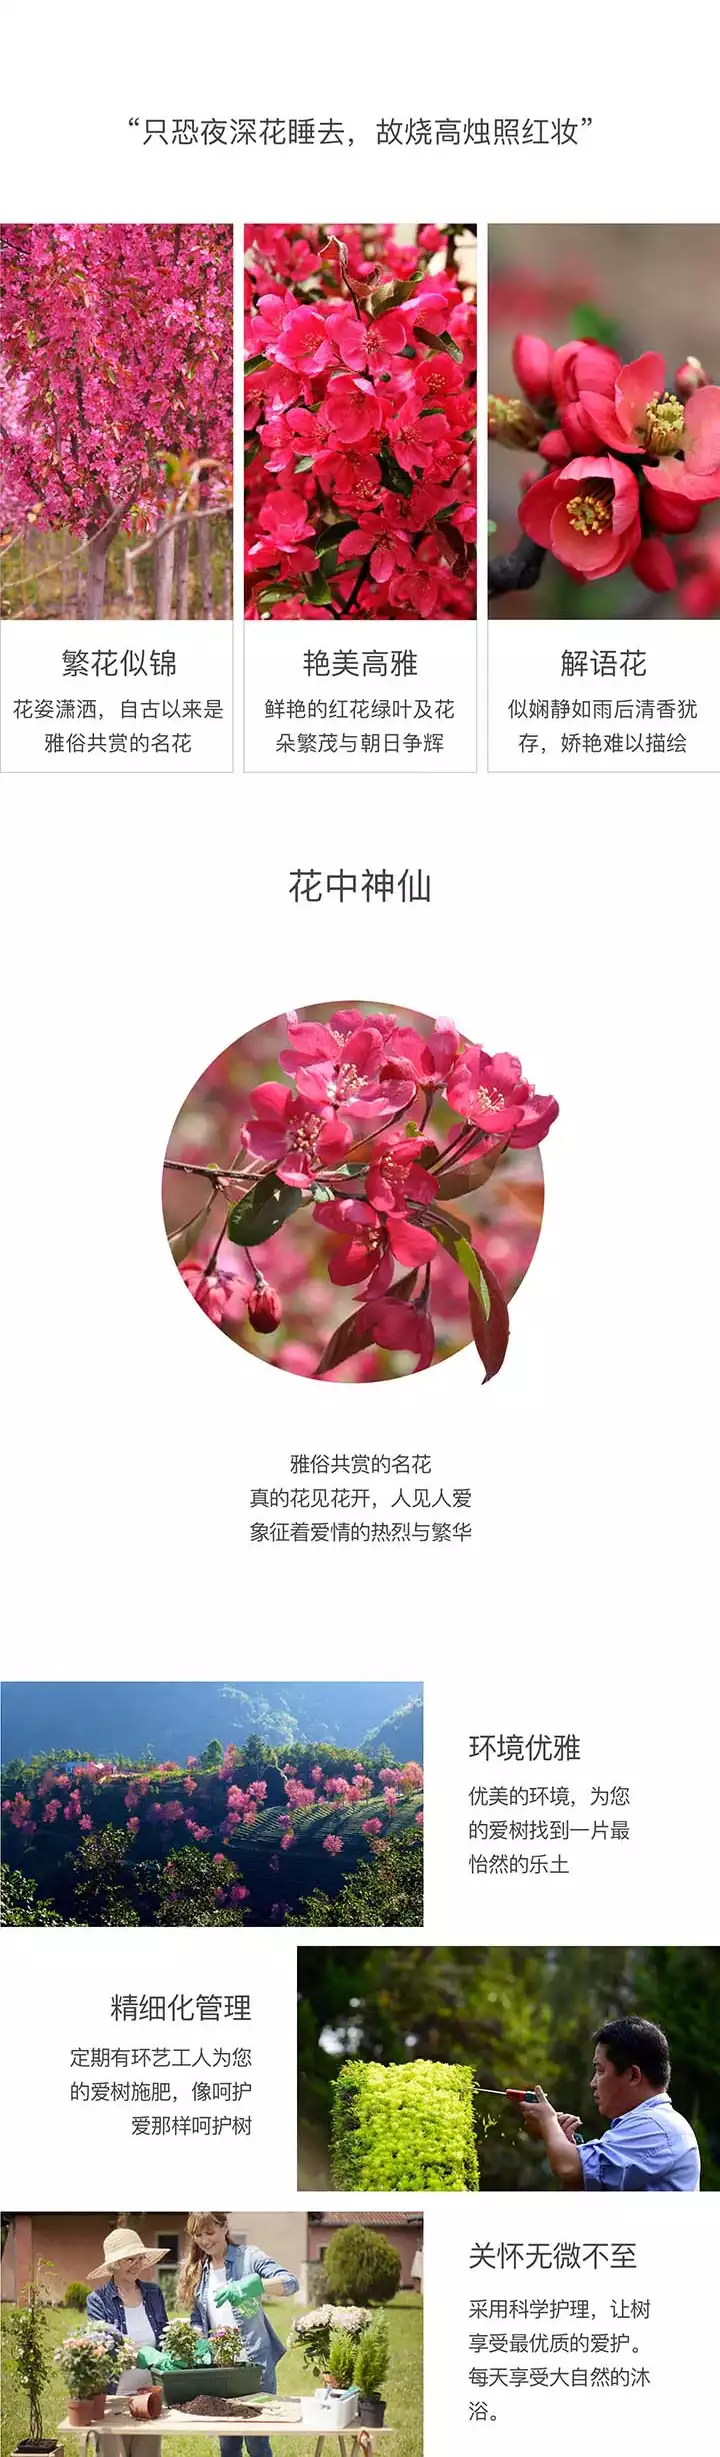 “只恐夜深花睡去，故烧高烛照红妆”
繁花似锦
花姿潇洒，自古以来是
雅俗共赏的名花
艳美高雅
鲜艳的红花绿叶及花
朵繁茂与朝日争辉
解语花
似娴静如雨后清香犹
存，娇艳难以描绘
花中神仙
雅俗共赏的名花
真的花见花开，人见人爱
象征着爱情的热烈与繁华
环境优雅
优美的环境，为您
的爱树找到一片最
怡然的乐土
精细化管理
定期有环艺工人为您
的爱树施肥，像呵护
爱那样呵护树
关怀无微不至
采用科学护理，让树
享受最优质的爱护。
每天享受大自然的沐
浴。